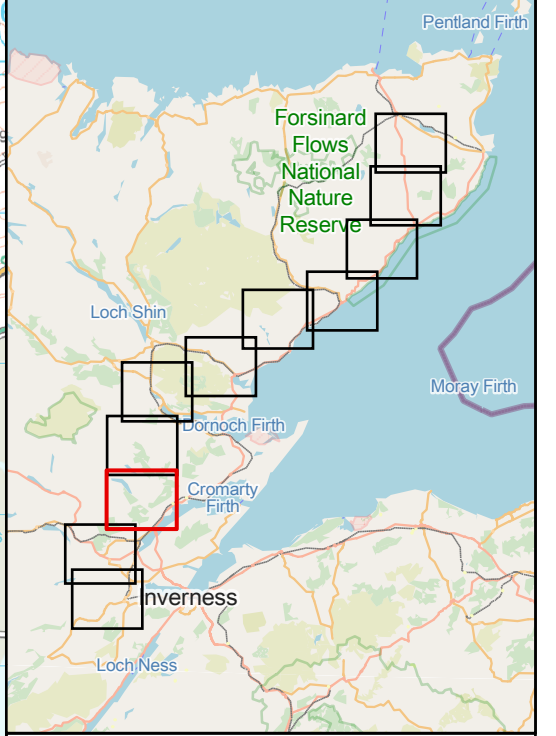 Pentland Firth
Forsinard
Flows
National
Nature
Reserve
Loch Shin
Moray Firth
Dornoch Firth
Cromarty
Firth
Inverness
Loch Ness